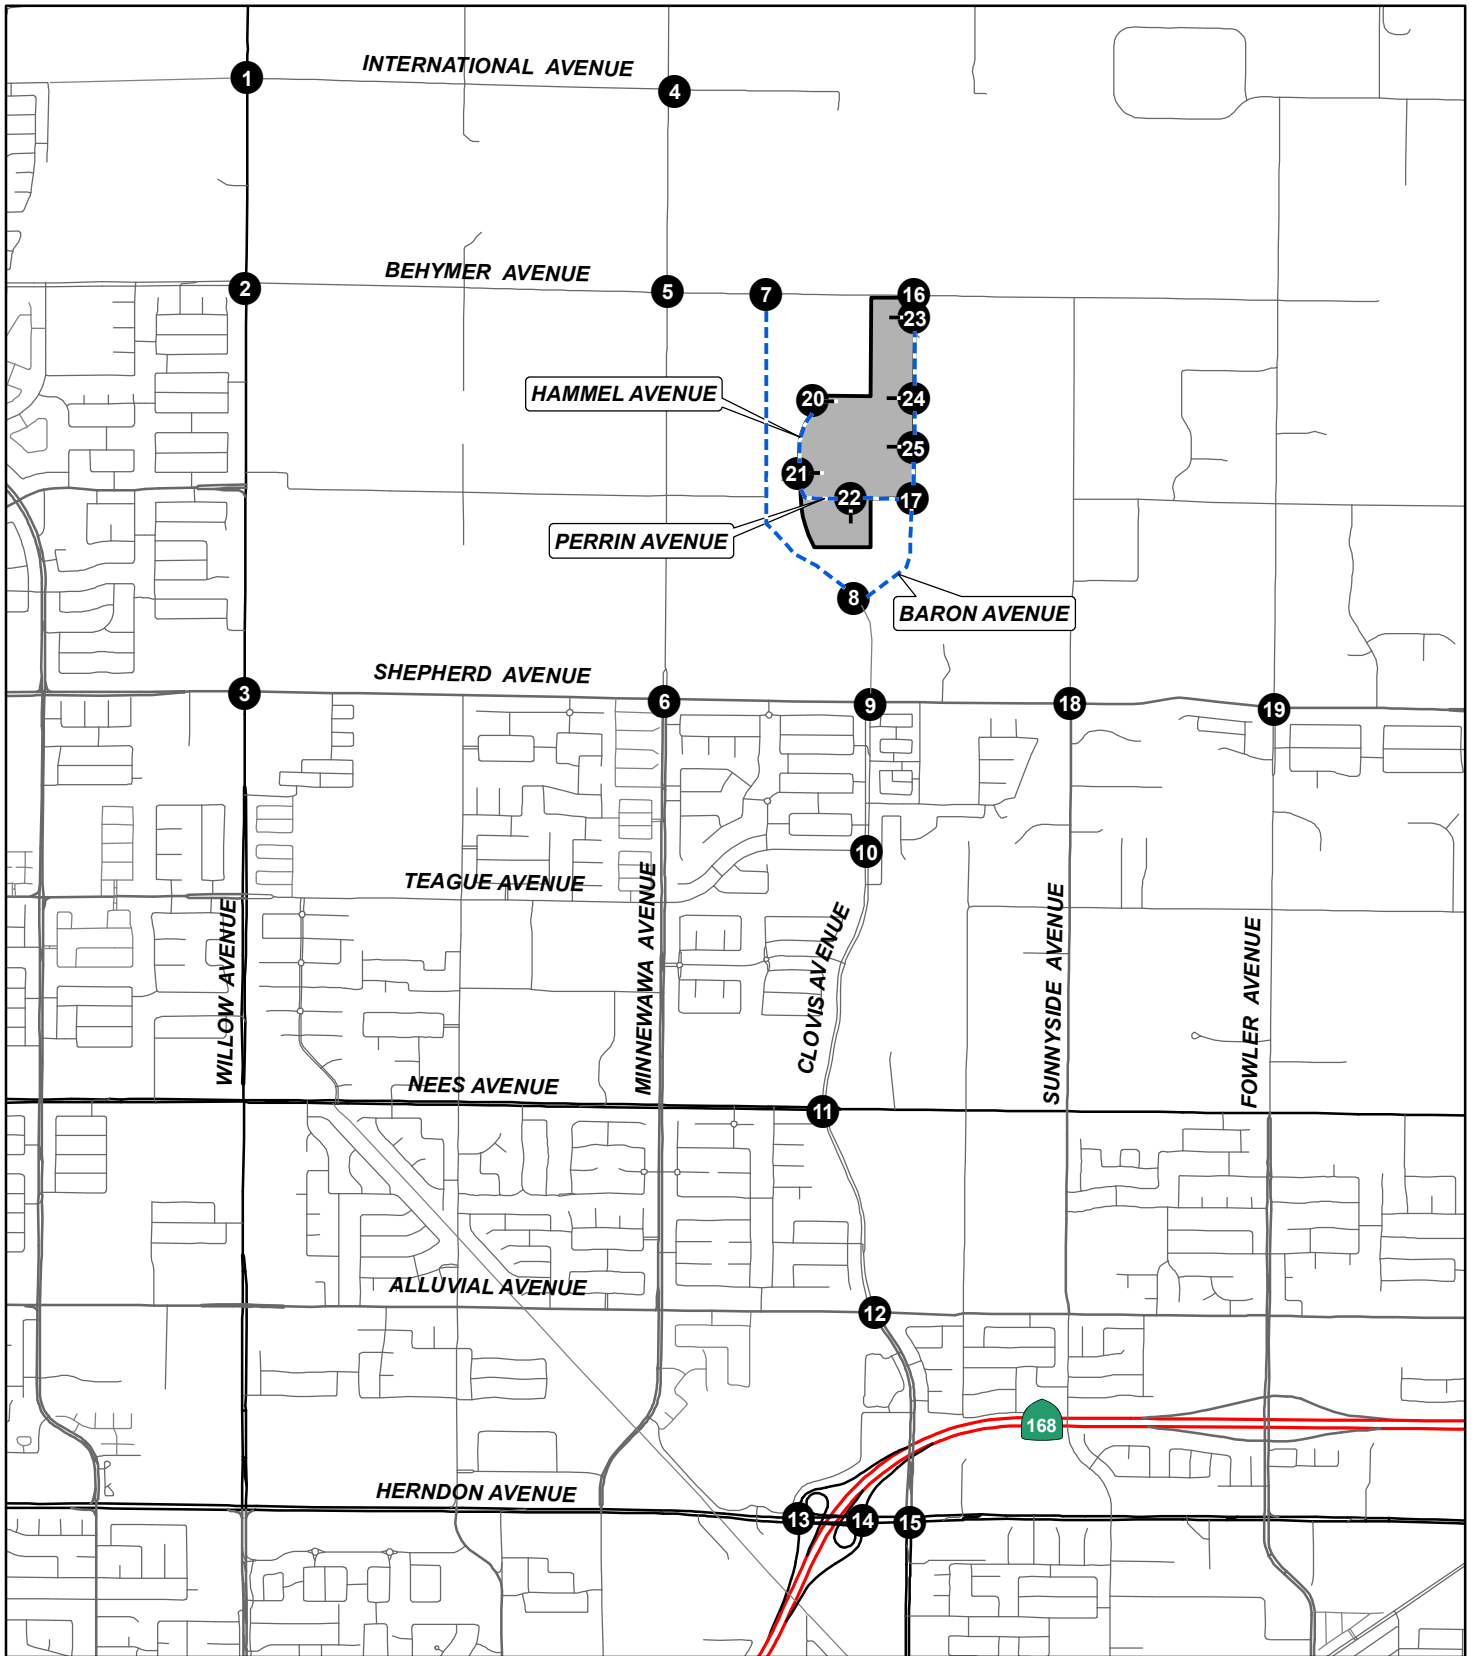 INTERNATIONAL AVENUE
1
4
BEHYMER AVENUE
2
5
7
16
23
HAMMEL AVENUE
20
24
25
21
22
17
PERRIN AVENUE
8
BARON AVENUE
SHEPHERD AVENUE
3
6
9
18
19
10
TEAGUE AVENUE
WILLOW AVENUE
MINNEWAWA AVENUE
CLOVIS AVENUE
SUNNYSIDE AVENUE
FOWLER AVENUE
NEES AVENUE
11
ALLUVIAL AVENUE
12
168
HERNDON AVENUE
13
14
15